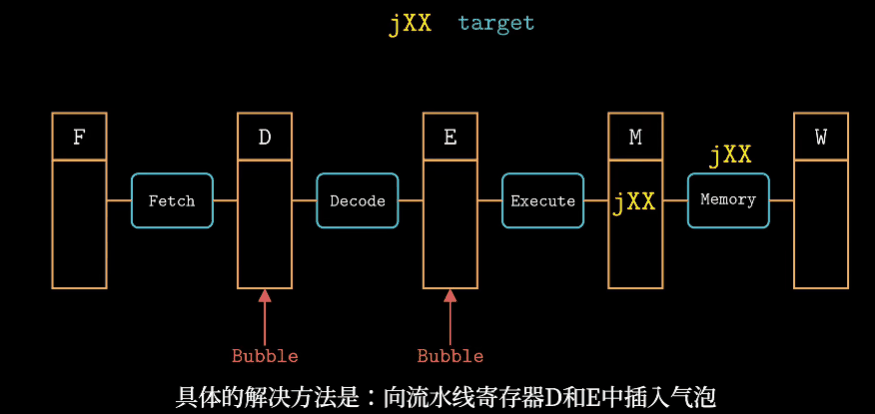 jXX target
F D E M W
jXX
Fetch Decode Execute jXX Memory
Bubble Bubble
具体的解决方法是：向流水线寄存器D和E中插入气泡